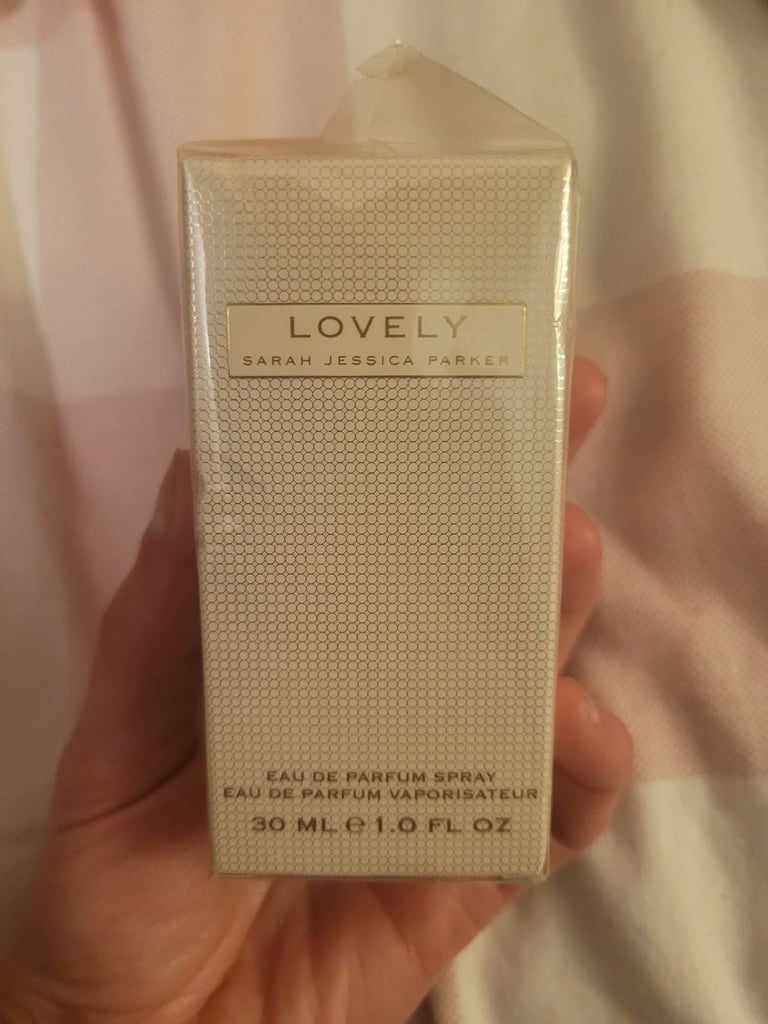 LOVELY
SARAH JESSICA PARKER
EAU DE PARFUM SPRAY
EAU DE PARFUM VAPORISATEUR
30 ML ℮ 1.0 FL OZ